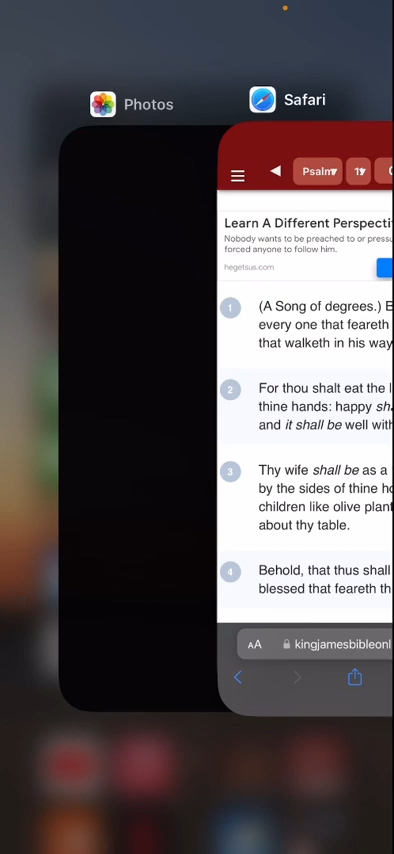 Photos
Safari
Psalm
Learn A Different Perspecti
Nobody wants to be preached to or pressu
forced anyone to follow him.
hegetsus.com
1
(A Song of degrees.) B
every one that feareth
that walketh in his way
2
For thou shalt eat the l
thine hands: happy sha
and it shall be well with
3
Thy wife shall be as a
by the sides of thine ho
children like olive plant
about thy table.
4
Behold, that thus shall
blessed that feareth th
AA
kingjamesbibleonl